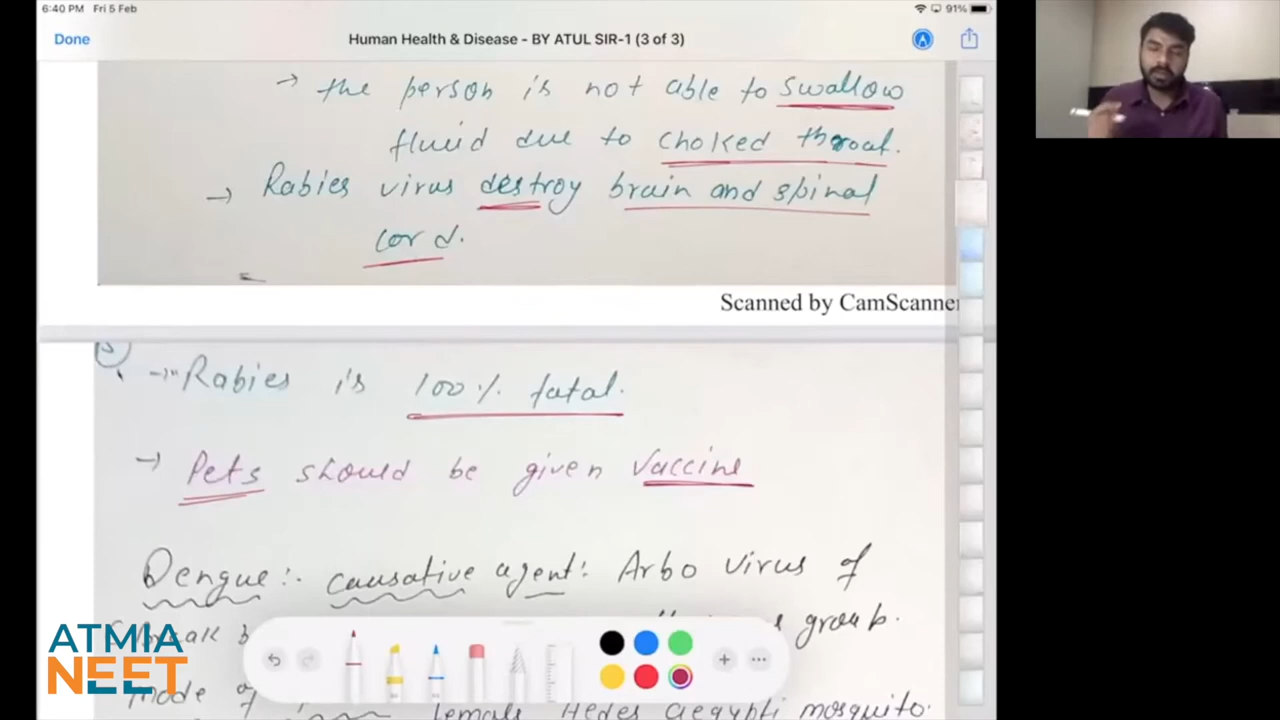 6:40 PM Fri 5 Feb
91%
Done
Human Health & Disease - BY ATUL SIR-1 (3 of 3)
→ the person is not able to swallow
fluid due to choked throat.
→ Rabies virus destroy brain and spinal
cord.
Scanned by CamScanner
→ Rabies is 100% fatal.
→ Pets should be given vaccine
Dengue:. causative agent: Arbo virus of
group.
mode of female Aedes aegypti mosquito.
ATMIA
NEET